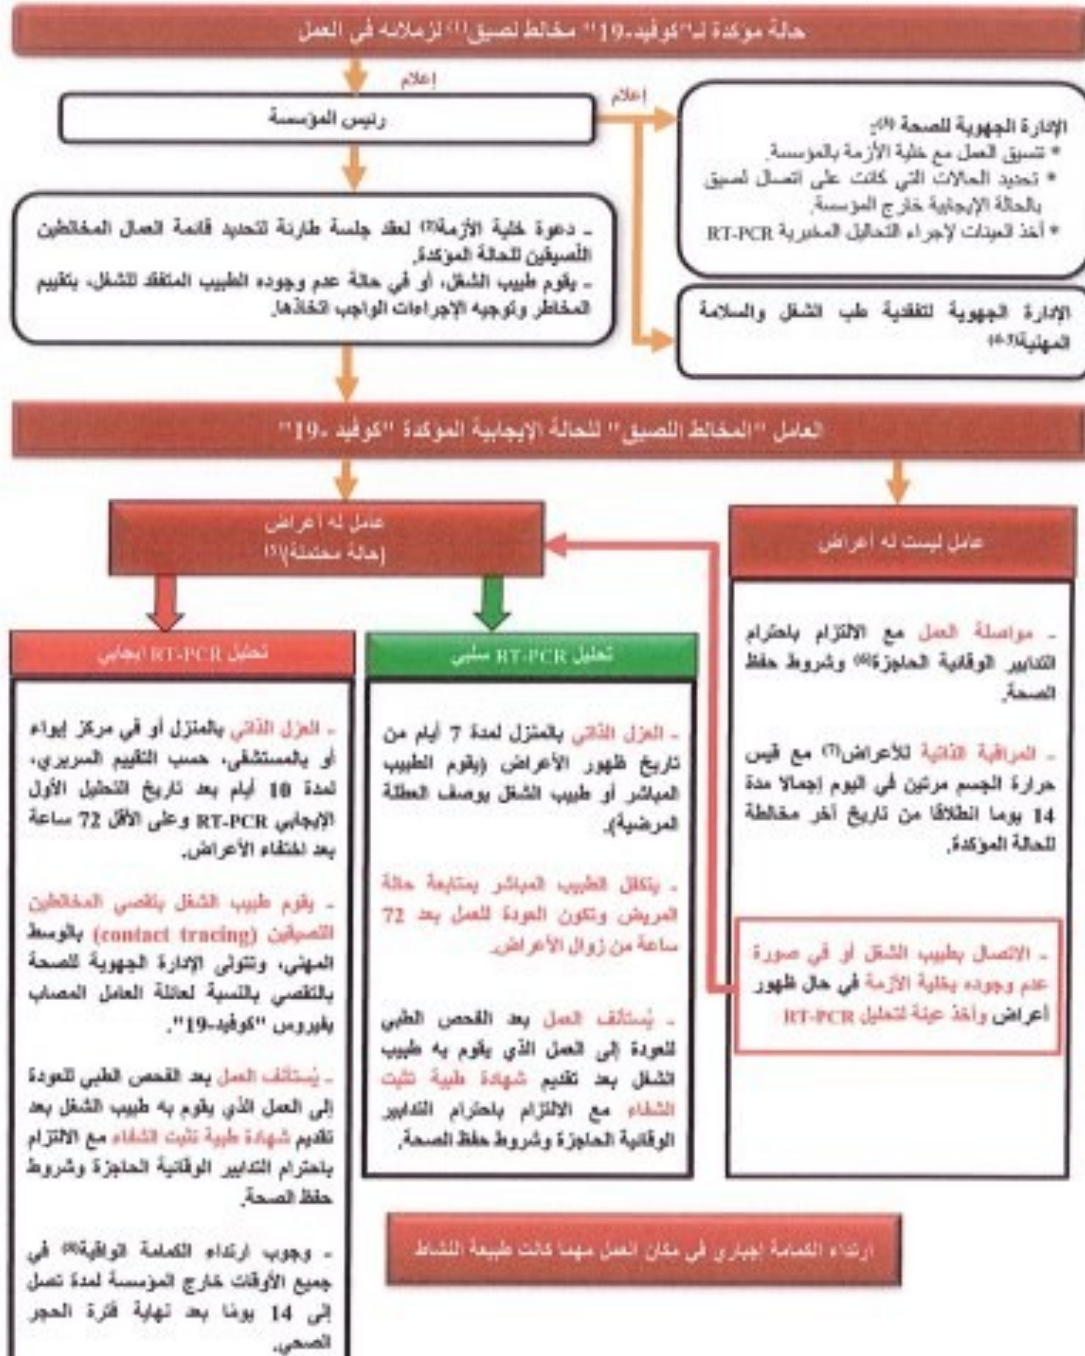 حالة مؤكدة لـ"كوفيد-19" مخالط لصيق(1) لزملائه في العمل
إعلام
إعلام
رئيس المؤسسة
الإدارة الجهوية للصحة (3):
* تنسيق العمل مع خلية الأزمة بالمؤسسة.
* تحديد الحالات التي كانت على اتصال لصيق
بالحالة الإيجابية خارج المؤسسة.
* أخذ العينات لإجراء التحاليل المخبرية RT-PCR
ـ دعوة خلية الأزمة(2) لعقد جلسة طارئة لتحديد قائمة العمال المخالطين
اللّصيقين للحالة المؤكدة.
ـ يقوم طبيب الشغل، أو في حالة عدم وجوده الطبيب المتفقد للشغل، بتقييم
المخاطر وتوجيه الإجراءات الواجب اتخاذها.
الإدارة الجهوية لتفقدية طب الشغل والسلامة
المهنية
العامل "المخالط اللصيق" للحالة الإيجابية المؤكدة "كوفيد -19"
عامل له أعراض
(حالة محتملة)
عامل ليست له أعراض
ـ مواصلة العمل مع الالتزام باحترام
التدابير الوقائية الحاجزة(6) وشروط حفظ
الصحة.
ـ المراقبة الذاتية للأعراض(7) مع قيس
حرارة الجسم مرتين في اليوم إجمالا مدة
14 يوما انطلاقا من تاريخ آخر مخالطة
للحالة المؤكدة.
ـ الاتصال بطبيب الشغل أو في صورة
عدم وجوده بخلية الأزمة في حال ظهور
أعراض وأخذ عينة لتحليل RT-PCR
تحليل RT-PCR سلبي
ـ العزل الذاتي بالمنزل لمدة 7 أيام من
تاريخ ظهور الأعراض (يقوم الطبيب
المباشر أو طبيب الشغل بوصف العطلة
المرضية).
ـ يتكفل الطبيب المباشر بمتابعة حالة
المريض وتكون العودة للعمل بعد 72
ساعة من زوال الأعراض.
ـ يُستأنف العمل بعد الفحص الطبي
للعودة إلى العمل الذي يقوم به طبيب
الشغل بعد تقديم شهادة طبية تثبت
الشفاء مع الالتزام باحترام التدابير
الوقائية الحاجزة وشروط حفظ الصحة.
تحليل RT-PCR ايجابي
ـ العزل الذاتي بالمنزل أو في مركز إيواء
أو بالمستشفى، حسب التقييم السريري،
لمدة 10 أيام بعد تاريخ التحليل الأول
الإيجابي RT-PCR وعلى الأقل 72 ساعة
بعد اختفاء الأعراض.
ـ يقوم طبيب الشغل بتقصي المخالطين
اللصيقين (contact tracing) بالوسط
المهني، وتتولى الإدارة الجهوية للصحة
بالتقصي بالنسبة لعائلة العامل المصاب
بفيروس "كوفيد-19".
ـ يُستأنف العمل بعد الفحص الطبي للعودة
إلى العمل الذي يقوم به طبيب الشغل بعد
تقديم شهادة طبية تثبت الشفاء مع الالتزام
باحترام التدابير الوقائية الحاجزة وشروط
حفظ الصحة.
ـ وجوب ارتداء الكمامة الواقية(8) في
جميع الأوقات خارج المؤسسة لمدة تصل
إلى 14 يومًا بعد نهاية فترة الحجر
الصحي.
ارتداء الكمامة إجباري في مكان العمل مهما كانت طبيعة النشاط